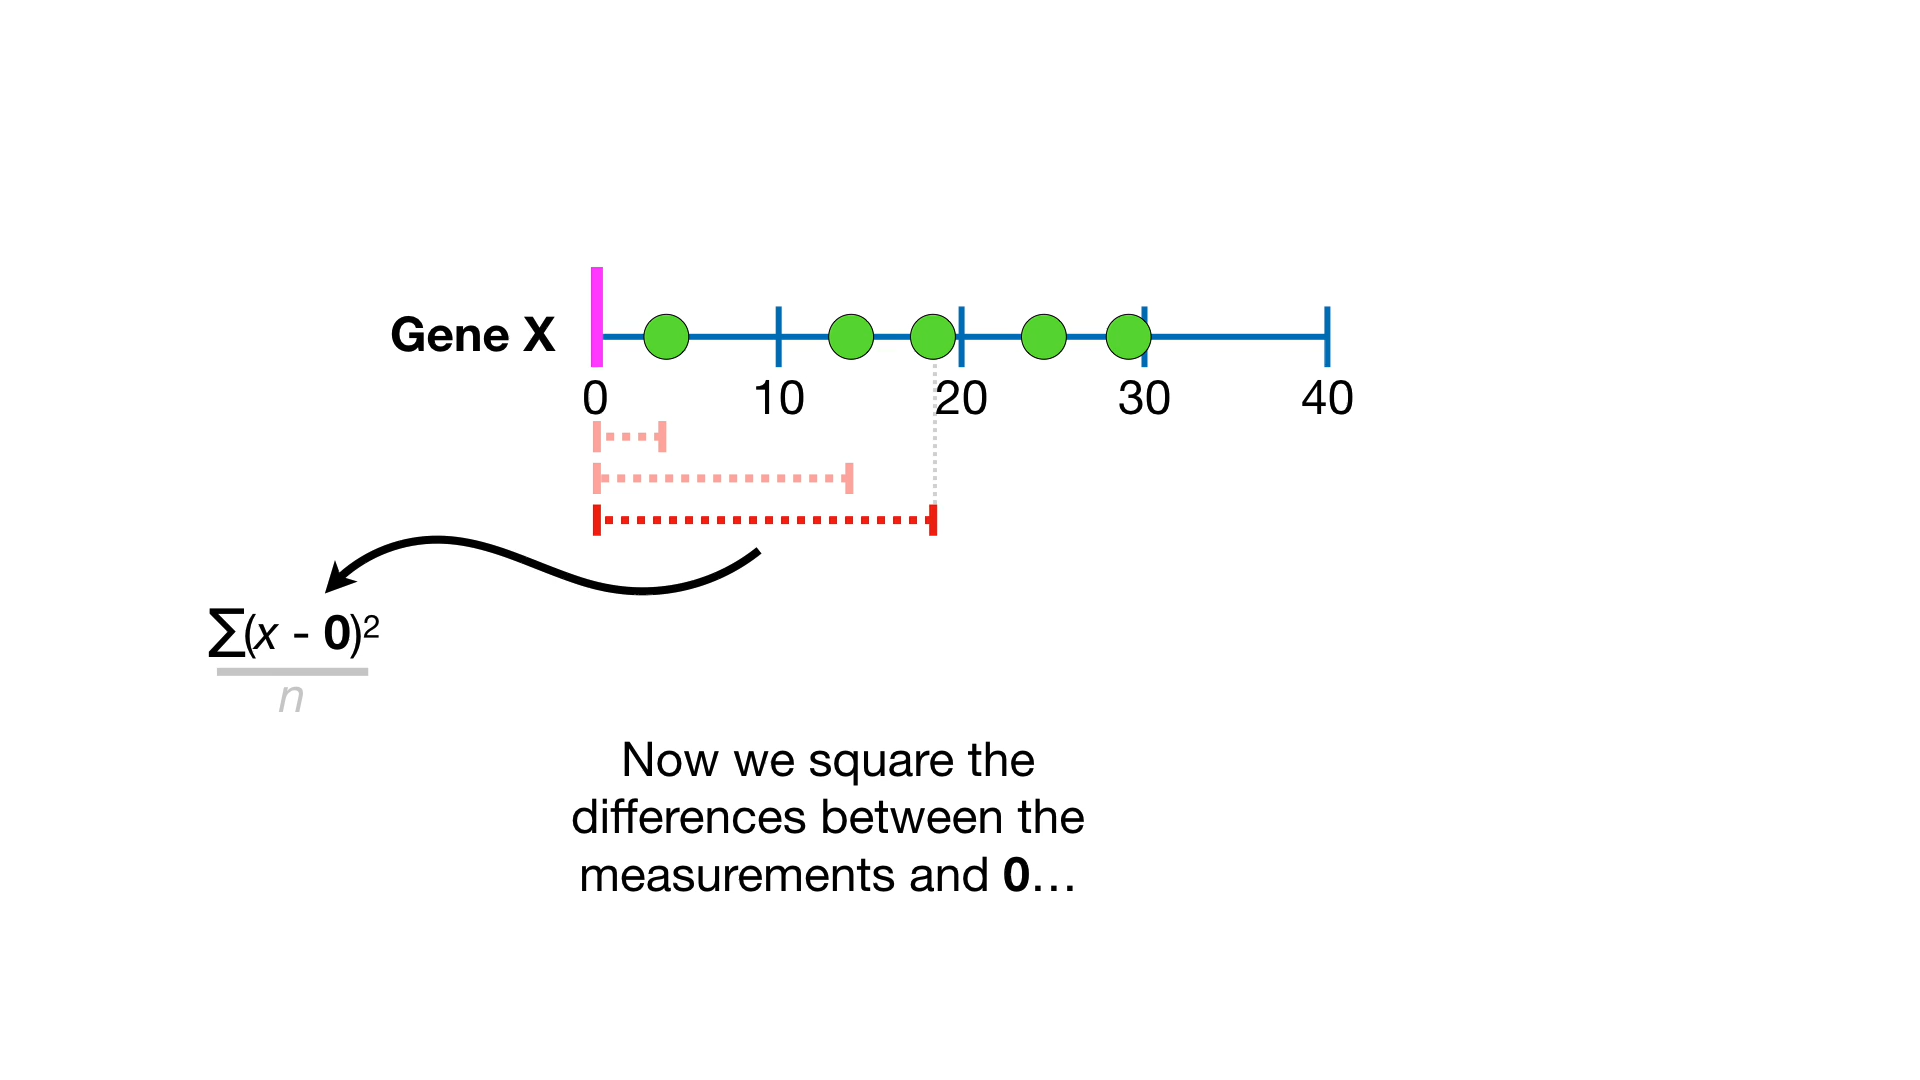 Gene X
0 10 20 30 40
∑(x - 0)²
n
Now we square the
differences between the
measurements and 0…